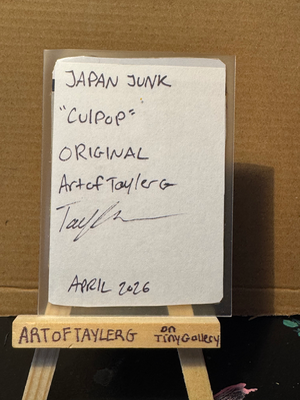 JAPAN JUNK
"CulPoP"
ORIGINAL
ArtofTaylerG
APRIL 2026
ARTOFTAYLERG on TinyGallery